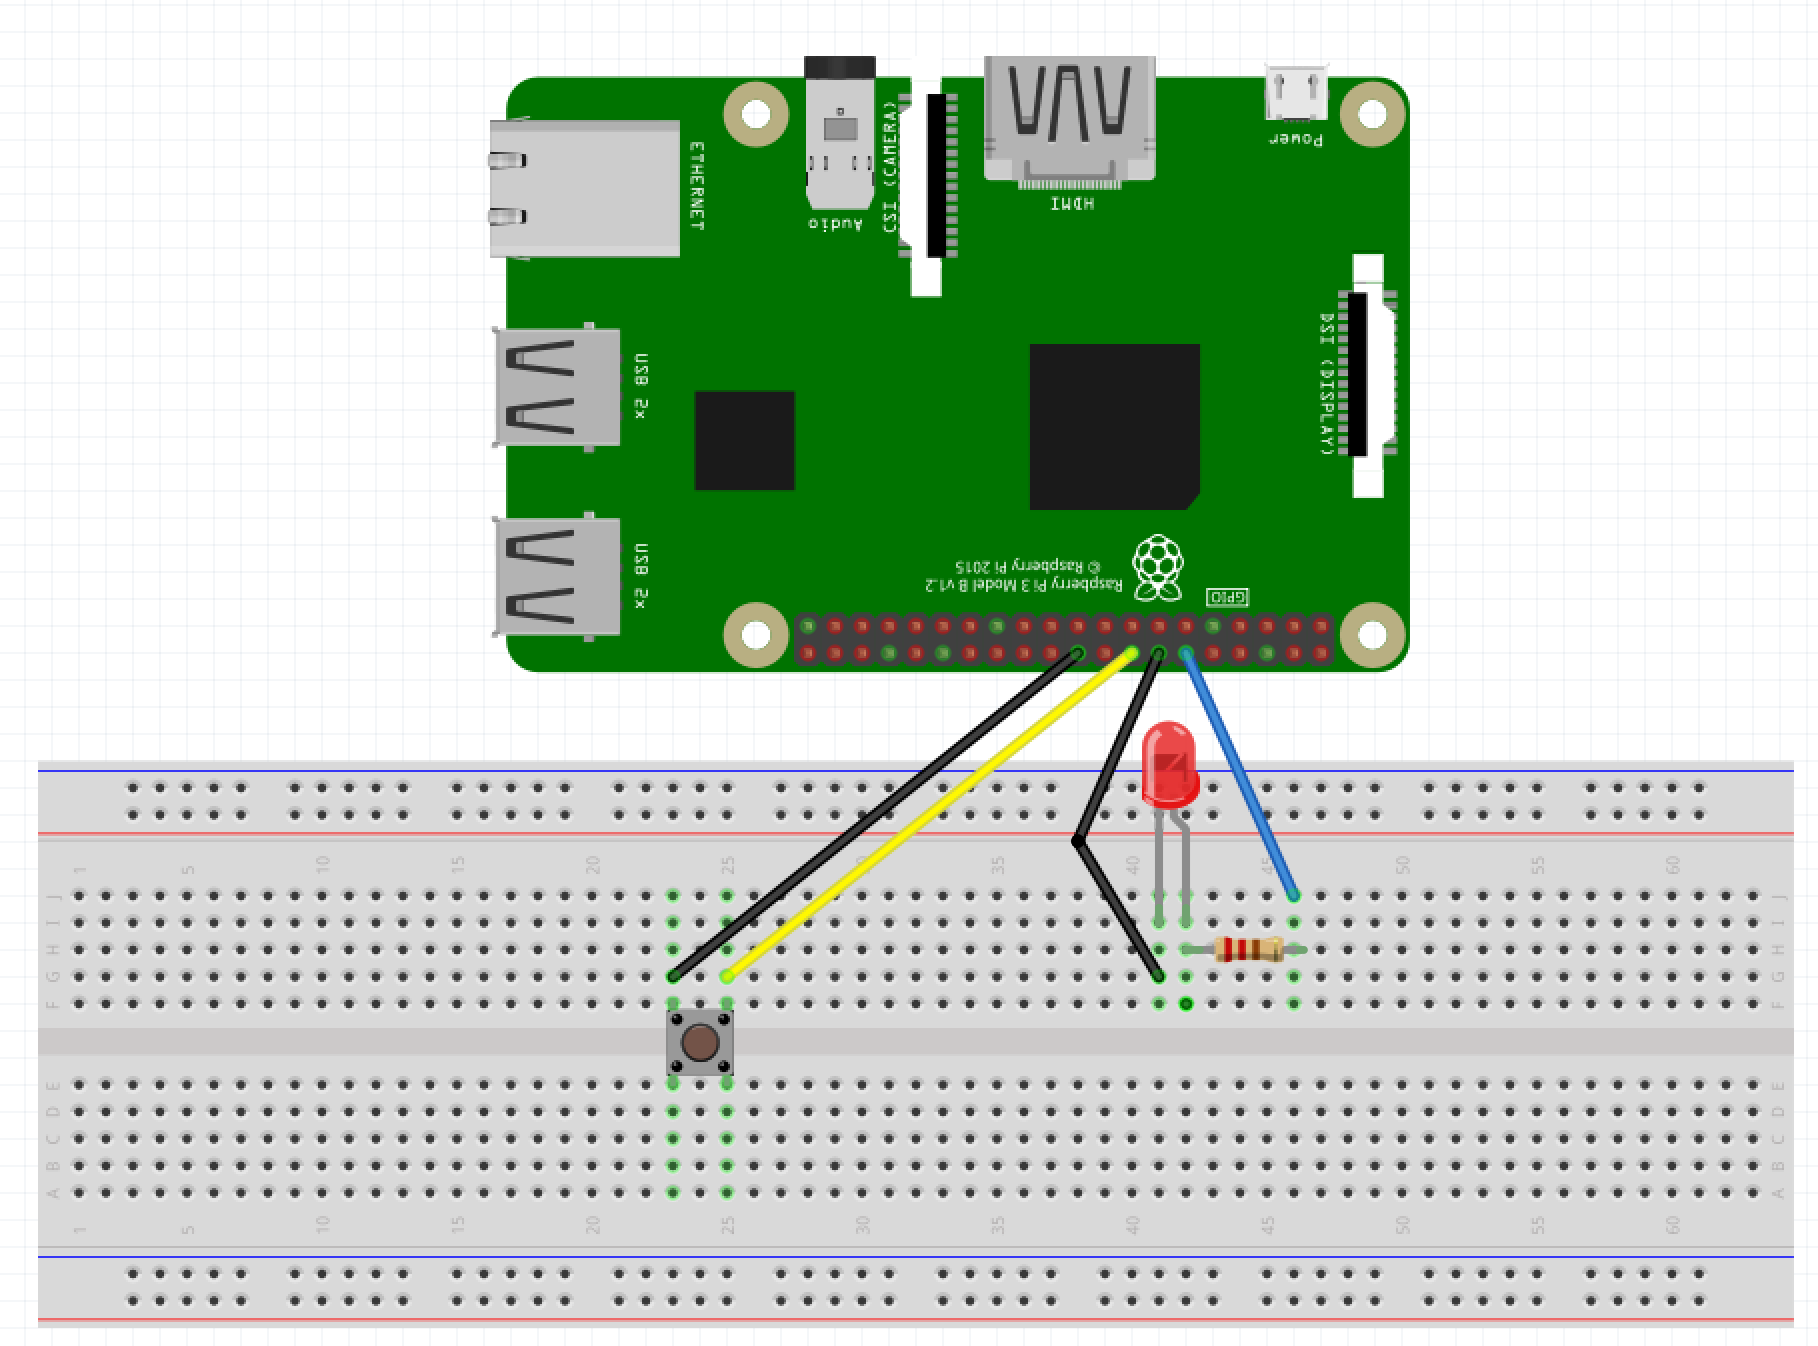 ETHERNET
Audio
CSI (CAMERA)
HDMI
Power
USB 2x
DSI (DISPLAY)
USB 2x
Raspberry Pi 3 Model B v1.2
© Raspberry Pi 2015
GPIO
1 5 10 15 20 25 30 35 40 45 50 55 60
J J
I I
H H
G G
F F
E E
D D
C C
B B
A A
1 5 10 15 20 25 30 35 40 45 50 55 60